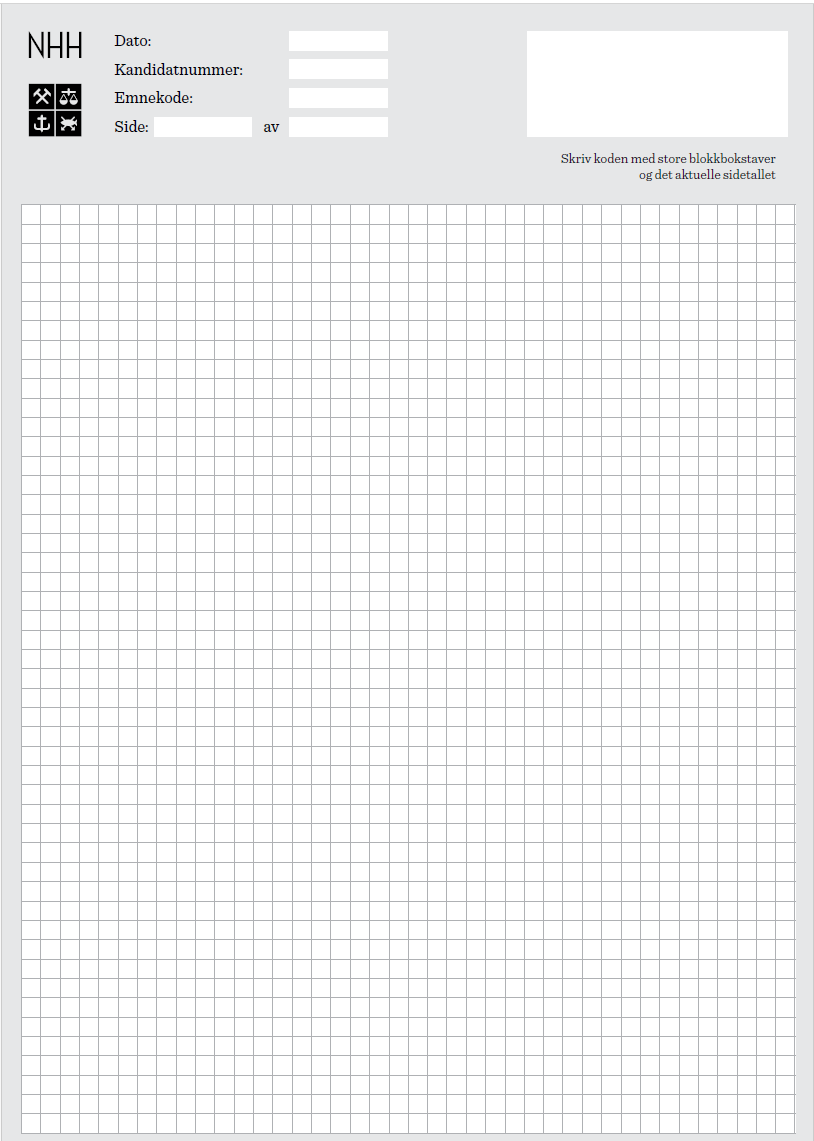 NHH
Dato:
Kandidatnummer:
Emnekode:
Side: av
Skriv koden med store blokkbokstaver
og det aktuelle sidetallet